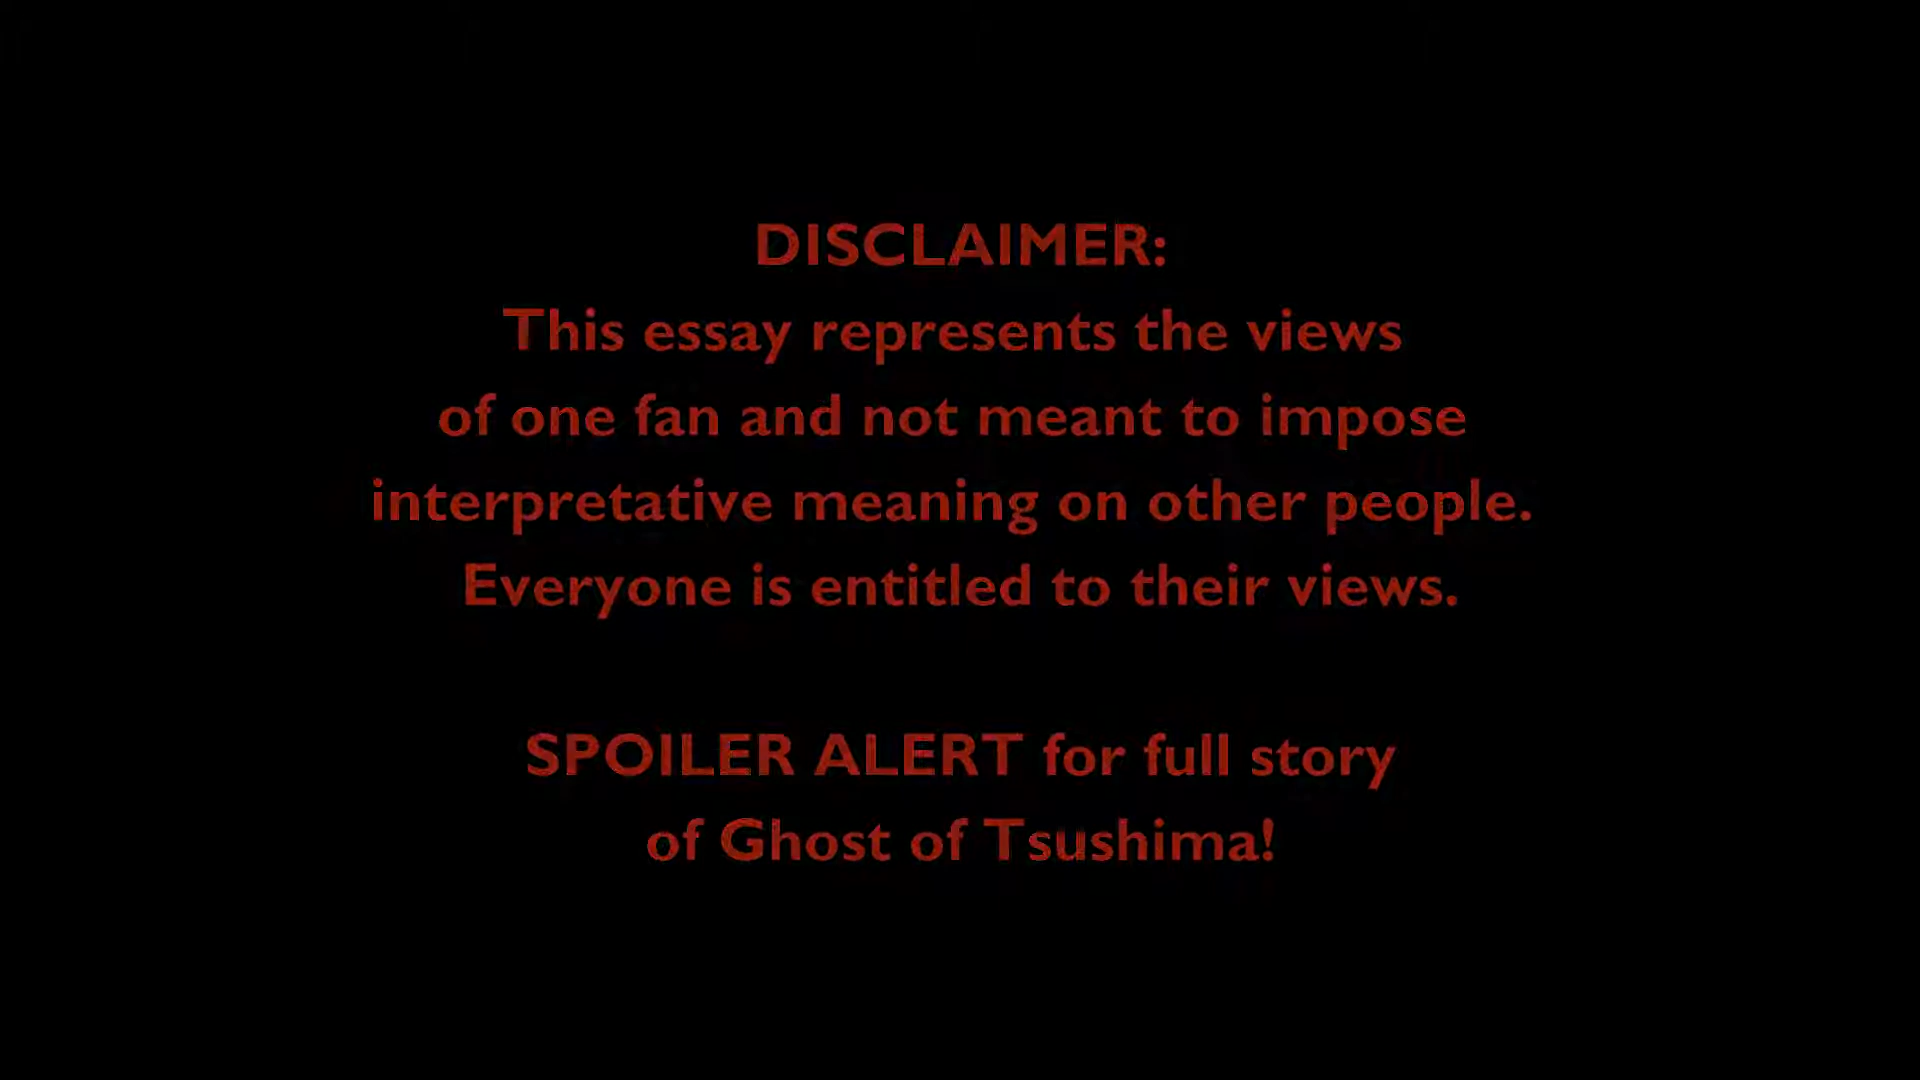 DISCLAIMER:
This essay represents the views
of one fan and not meant to impose
interpretative meaning on other people.
Everyone is entitled to their views.
SPOILER ALERT for full story
of Ghost of Tsushima!